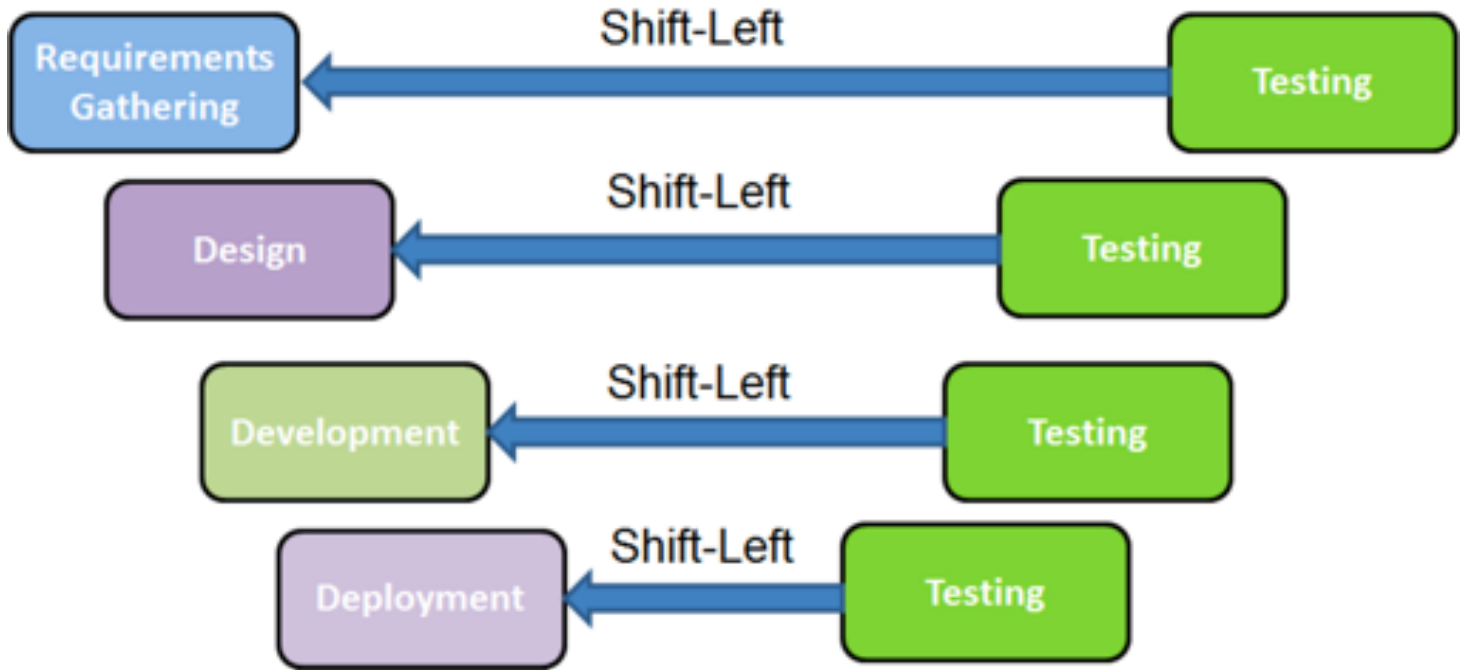 Shift-Left
Requirements
Gathering
Testing
Shift-Left
Design
Testing
Shift-Left
Development
Testing
Shift-Left
Deployment
Testing